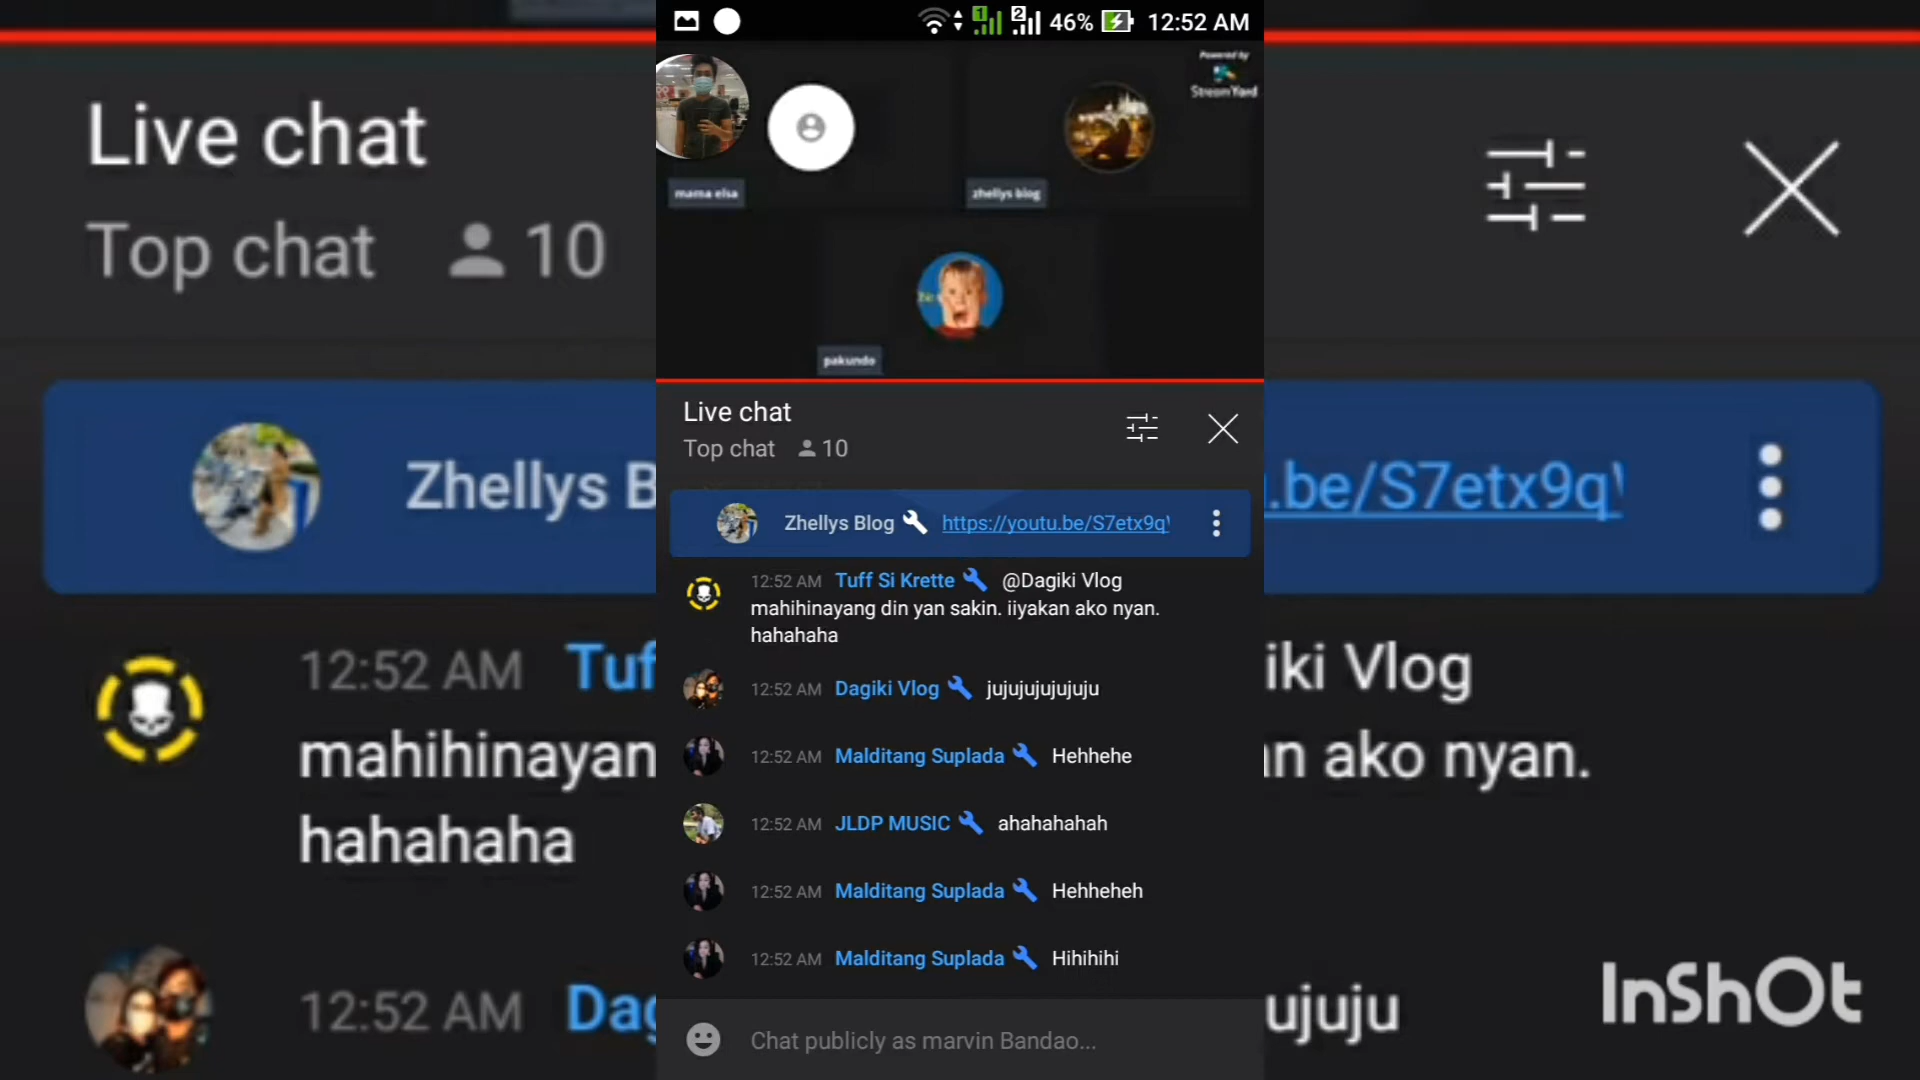 1 2 46% 12:52 AM
Powered by
StreamYard
mama elsa
zhellys blog
pakundo
Live chat
Top chat 10
Zhellys Blog https://youtu.be/S7etx9q
12:52 AM Tuff Si Krette @Dagiki Vlog
mahihinayang din yan sakin. iiyakan ako nyan.
hahahaha
12:52 AM Dagiki Vlog jujujujujujuju
12:52 AM Malditang Suplada Hehhehe
12:52 AM JLDP MUSIC ahahahahah
12:52 AM Malditang Suplada Hehheheh
12:52 AM Malditang Suplada Hihihihi
Chat publicly as marvin Bandao...
Live chat
Top chat 10
Zhellys B
.be/S7etx9q
12:52 AM Tuf
iki Vlog
mahihinayan
n ako nyan.
hahahaha
12:52 AM Dag
ujuju
InShOt